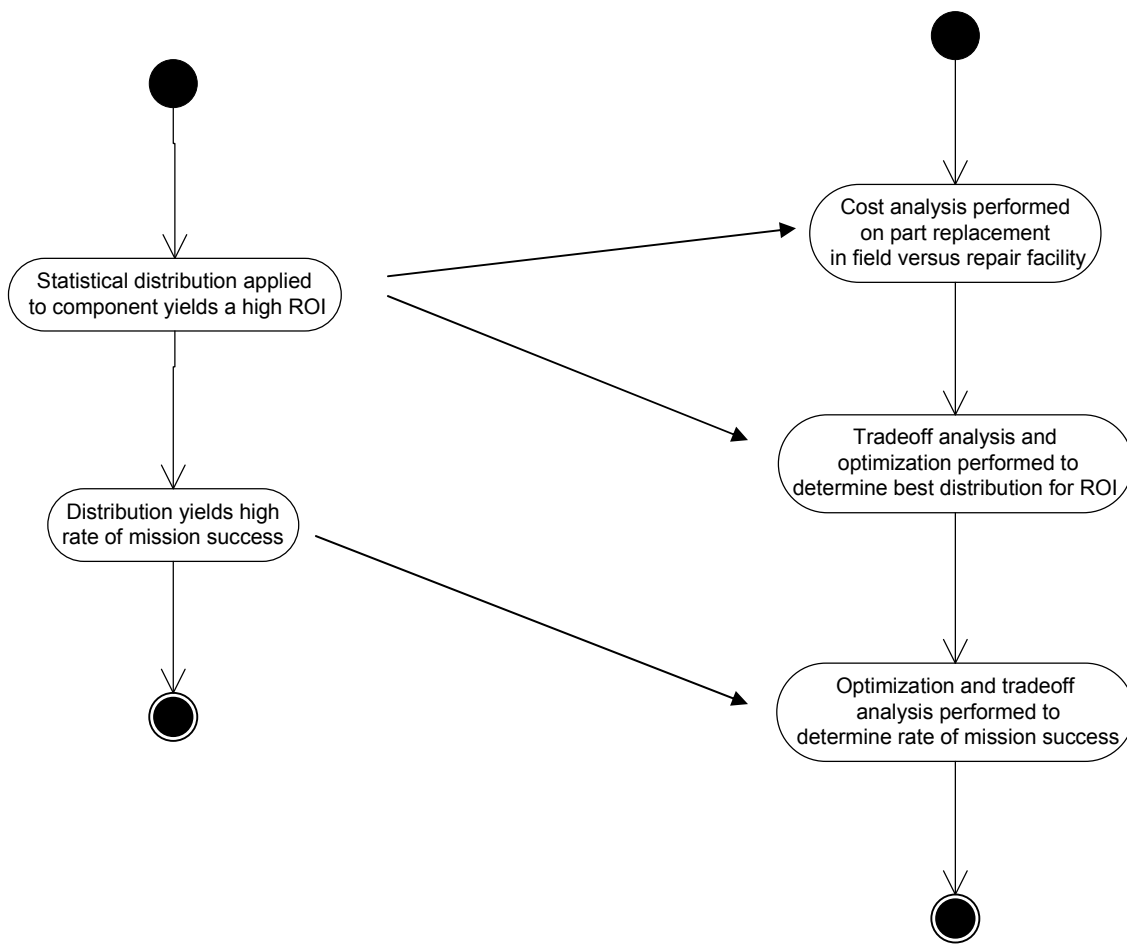 Statistical distribution applied
to component yields a high ROI
Distribution yields high
rate of mission success
Cost analysis performed
on part replacement
in field versus repair facility
Tradeoff analysis and
optimization performed to
determine best distribution for ROI
Optimization and tradeoff
analysis performed to
determine rate of mission success